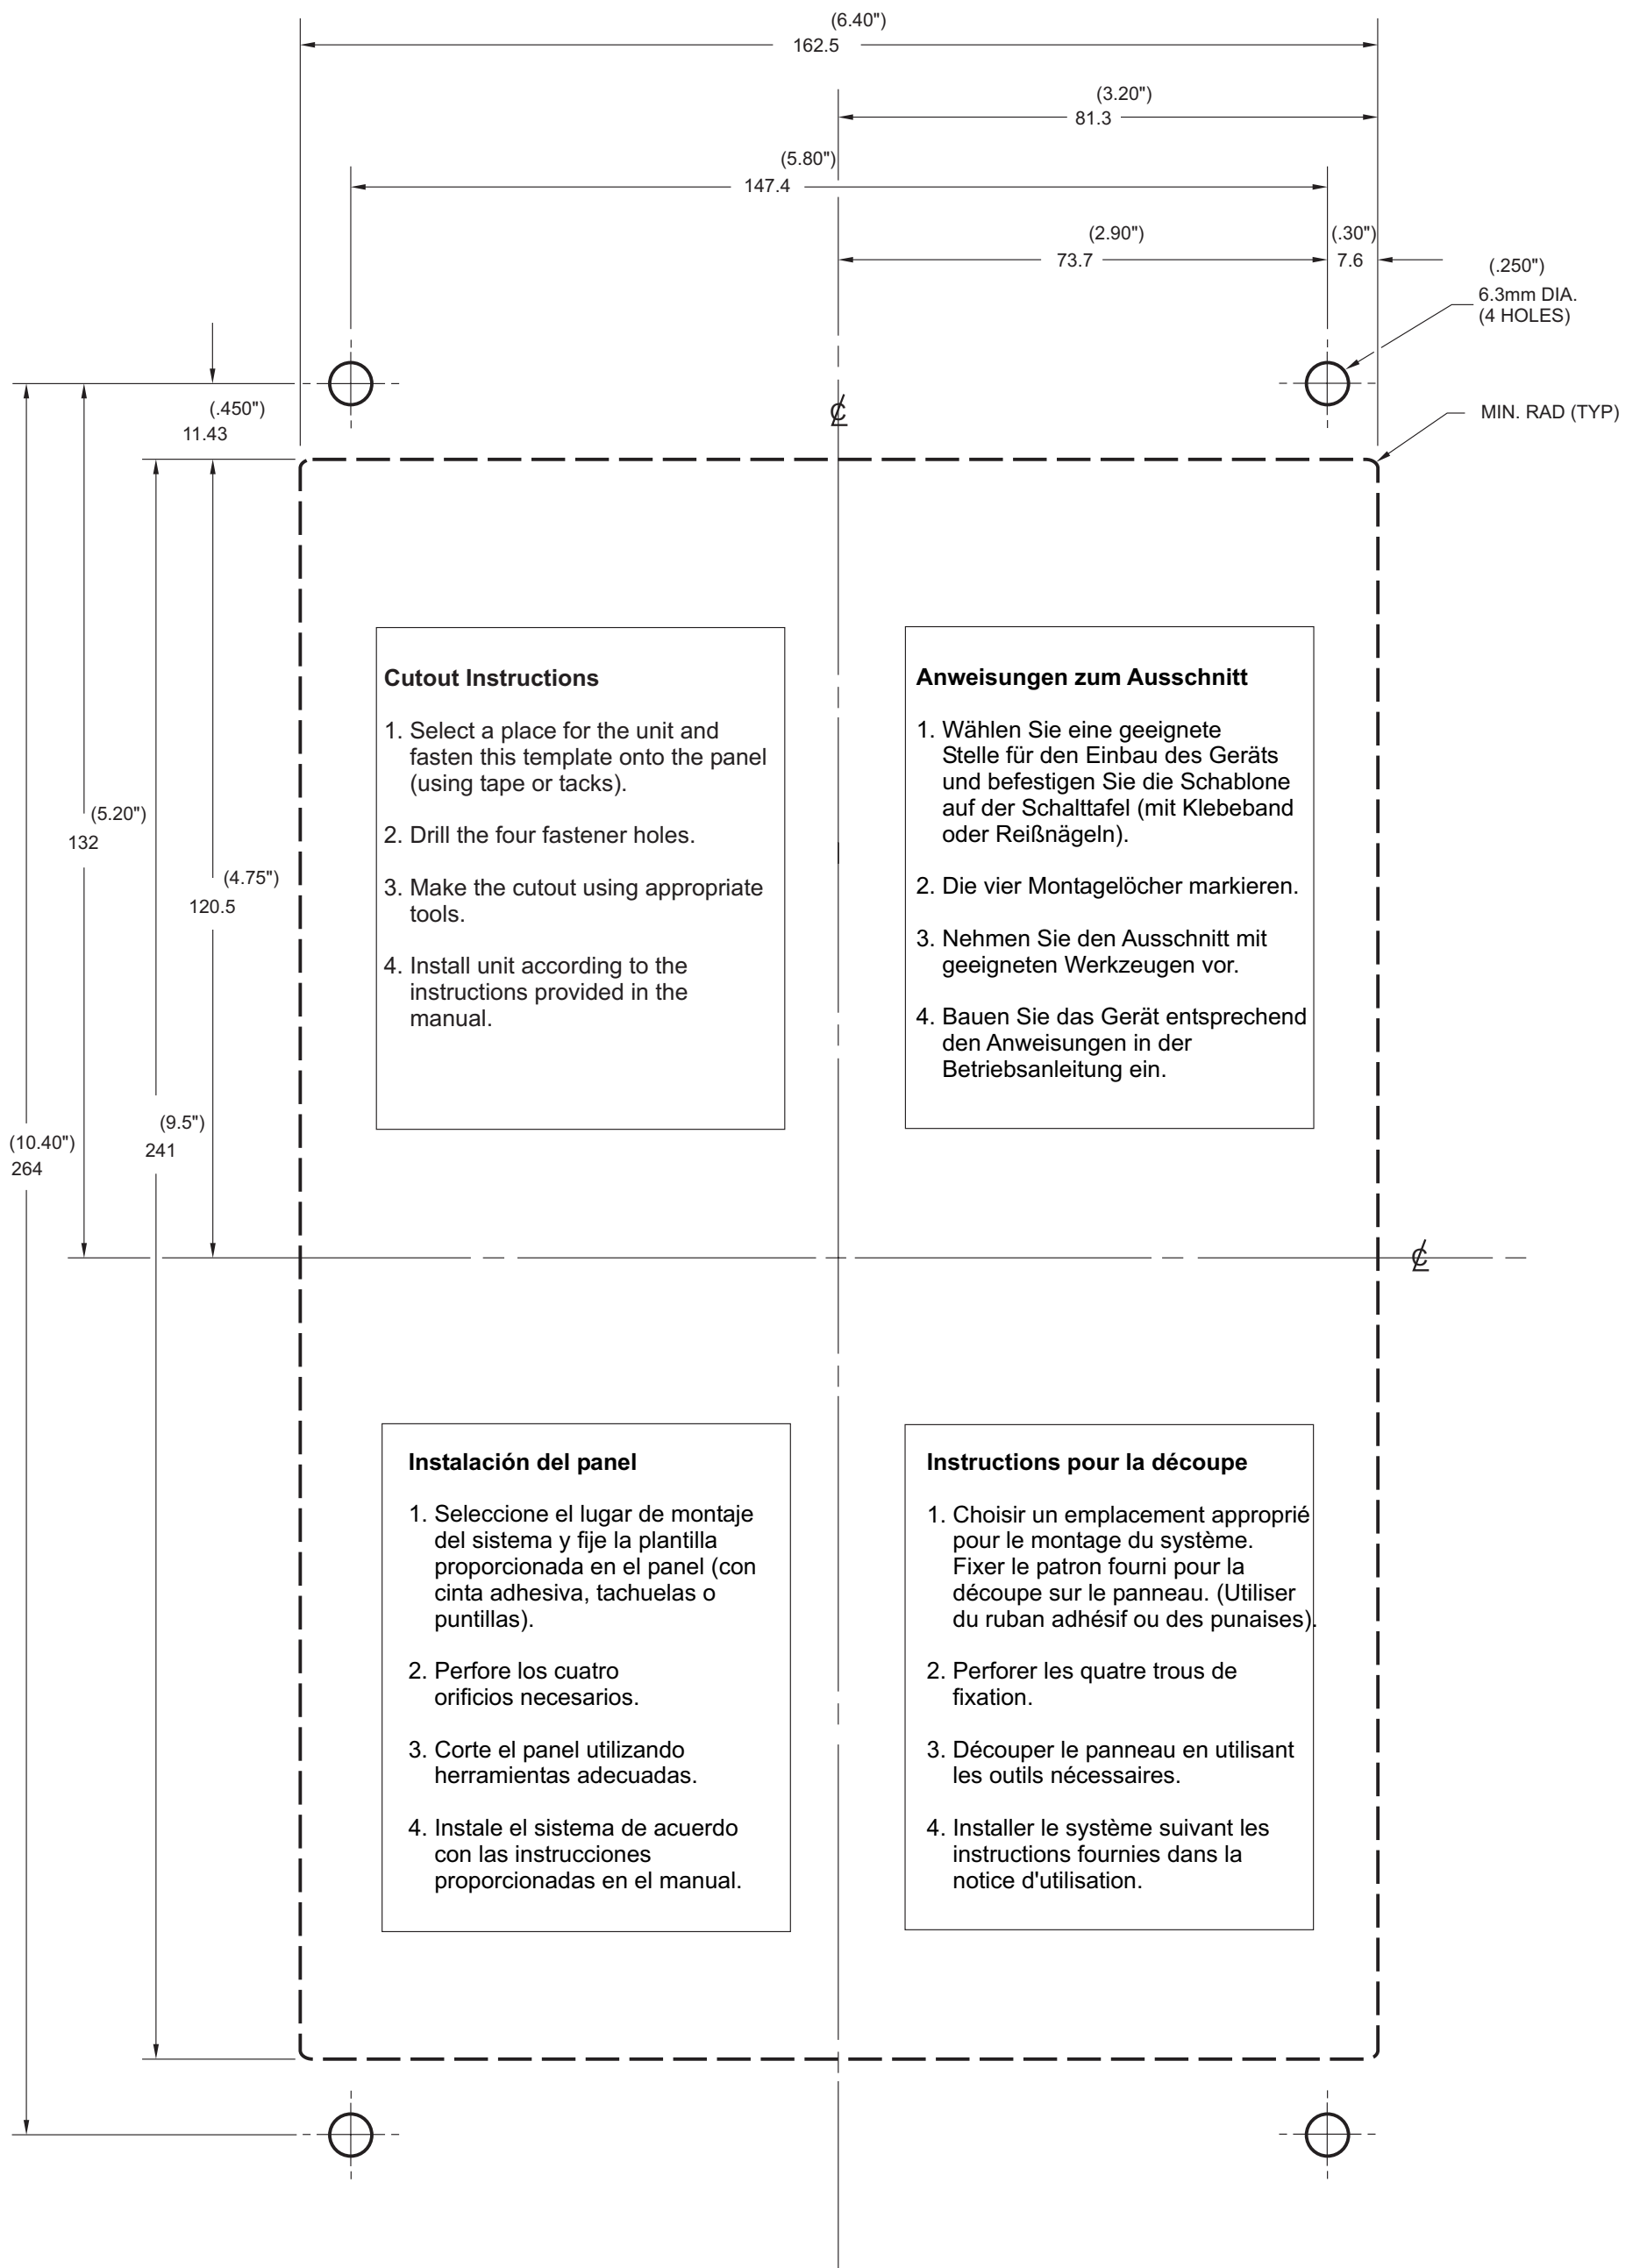 (6.40")
162.5
(3.20")
81.3
(5.80")
147.4
(2.90")
73.7
(.30")
7.6
(.250")
6.3mm DIA.
(4 HOLES)
(.450")
11.43
MIN. RAD (TYP)
(5.20")
132
(4.75")
120.5
(9.5")
241
(10.40")
264
Cutout Instructions
1. Select a place for the unit and
fasten this template onto the panel
(using tape or tacks).
2. Drill the four fastener holes.
3. Make the cutout using appropriate
tools.
4. Install unit according to the
instructions provided in the
manual.
Anweisungen zum Ausschnitt
1. Wählen Sie eine geeignete
Stelle für den Einbau des Geräts
und befestigen Sie die Schablone
auf der Schalttafel (mit Klebeband
oder Reißnägeln).
2. Die vier Montagelöcher markieren.
3. Nehmen Sie den Ausschnitt mit
geeigneten Werkzeugen vor.
4. Bauen Sie das Gerät entsprechend
den Anweisungen in der
Betriebsanleitung ein.
Instalación del panel
1. Seleccione el lugar de montaje
del sistema y fije la plantilla
proporcionada en el panel (con
cinta adhesiva, tachuelas o
puntillas).
2. Perfore los cuatro
orificios necesarios.
3. Corte el panel utilizando
herramientas adecuadas.
4. Instale el sistema de acuerdo
con las instrucciones
proporcionadas en el manual.
Instructions pour la découpe
1. Choisir un emplacement approprié
pour le montage du système.
Fixer le patron fourni pour la
découpe sur le panneau. (Utiliser
du ruban adhésif ou des punaises).
2. Perforer les quatre trous de
fixation.
3. Découper le panneau en utilisant
les outils nécessaires.
4. Installer le système suivant les
instructions fournies dans la
notice d'utilisation.